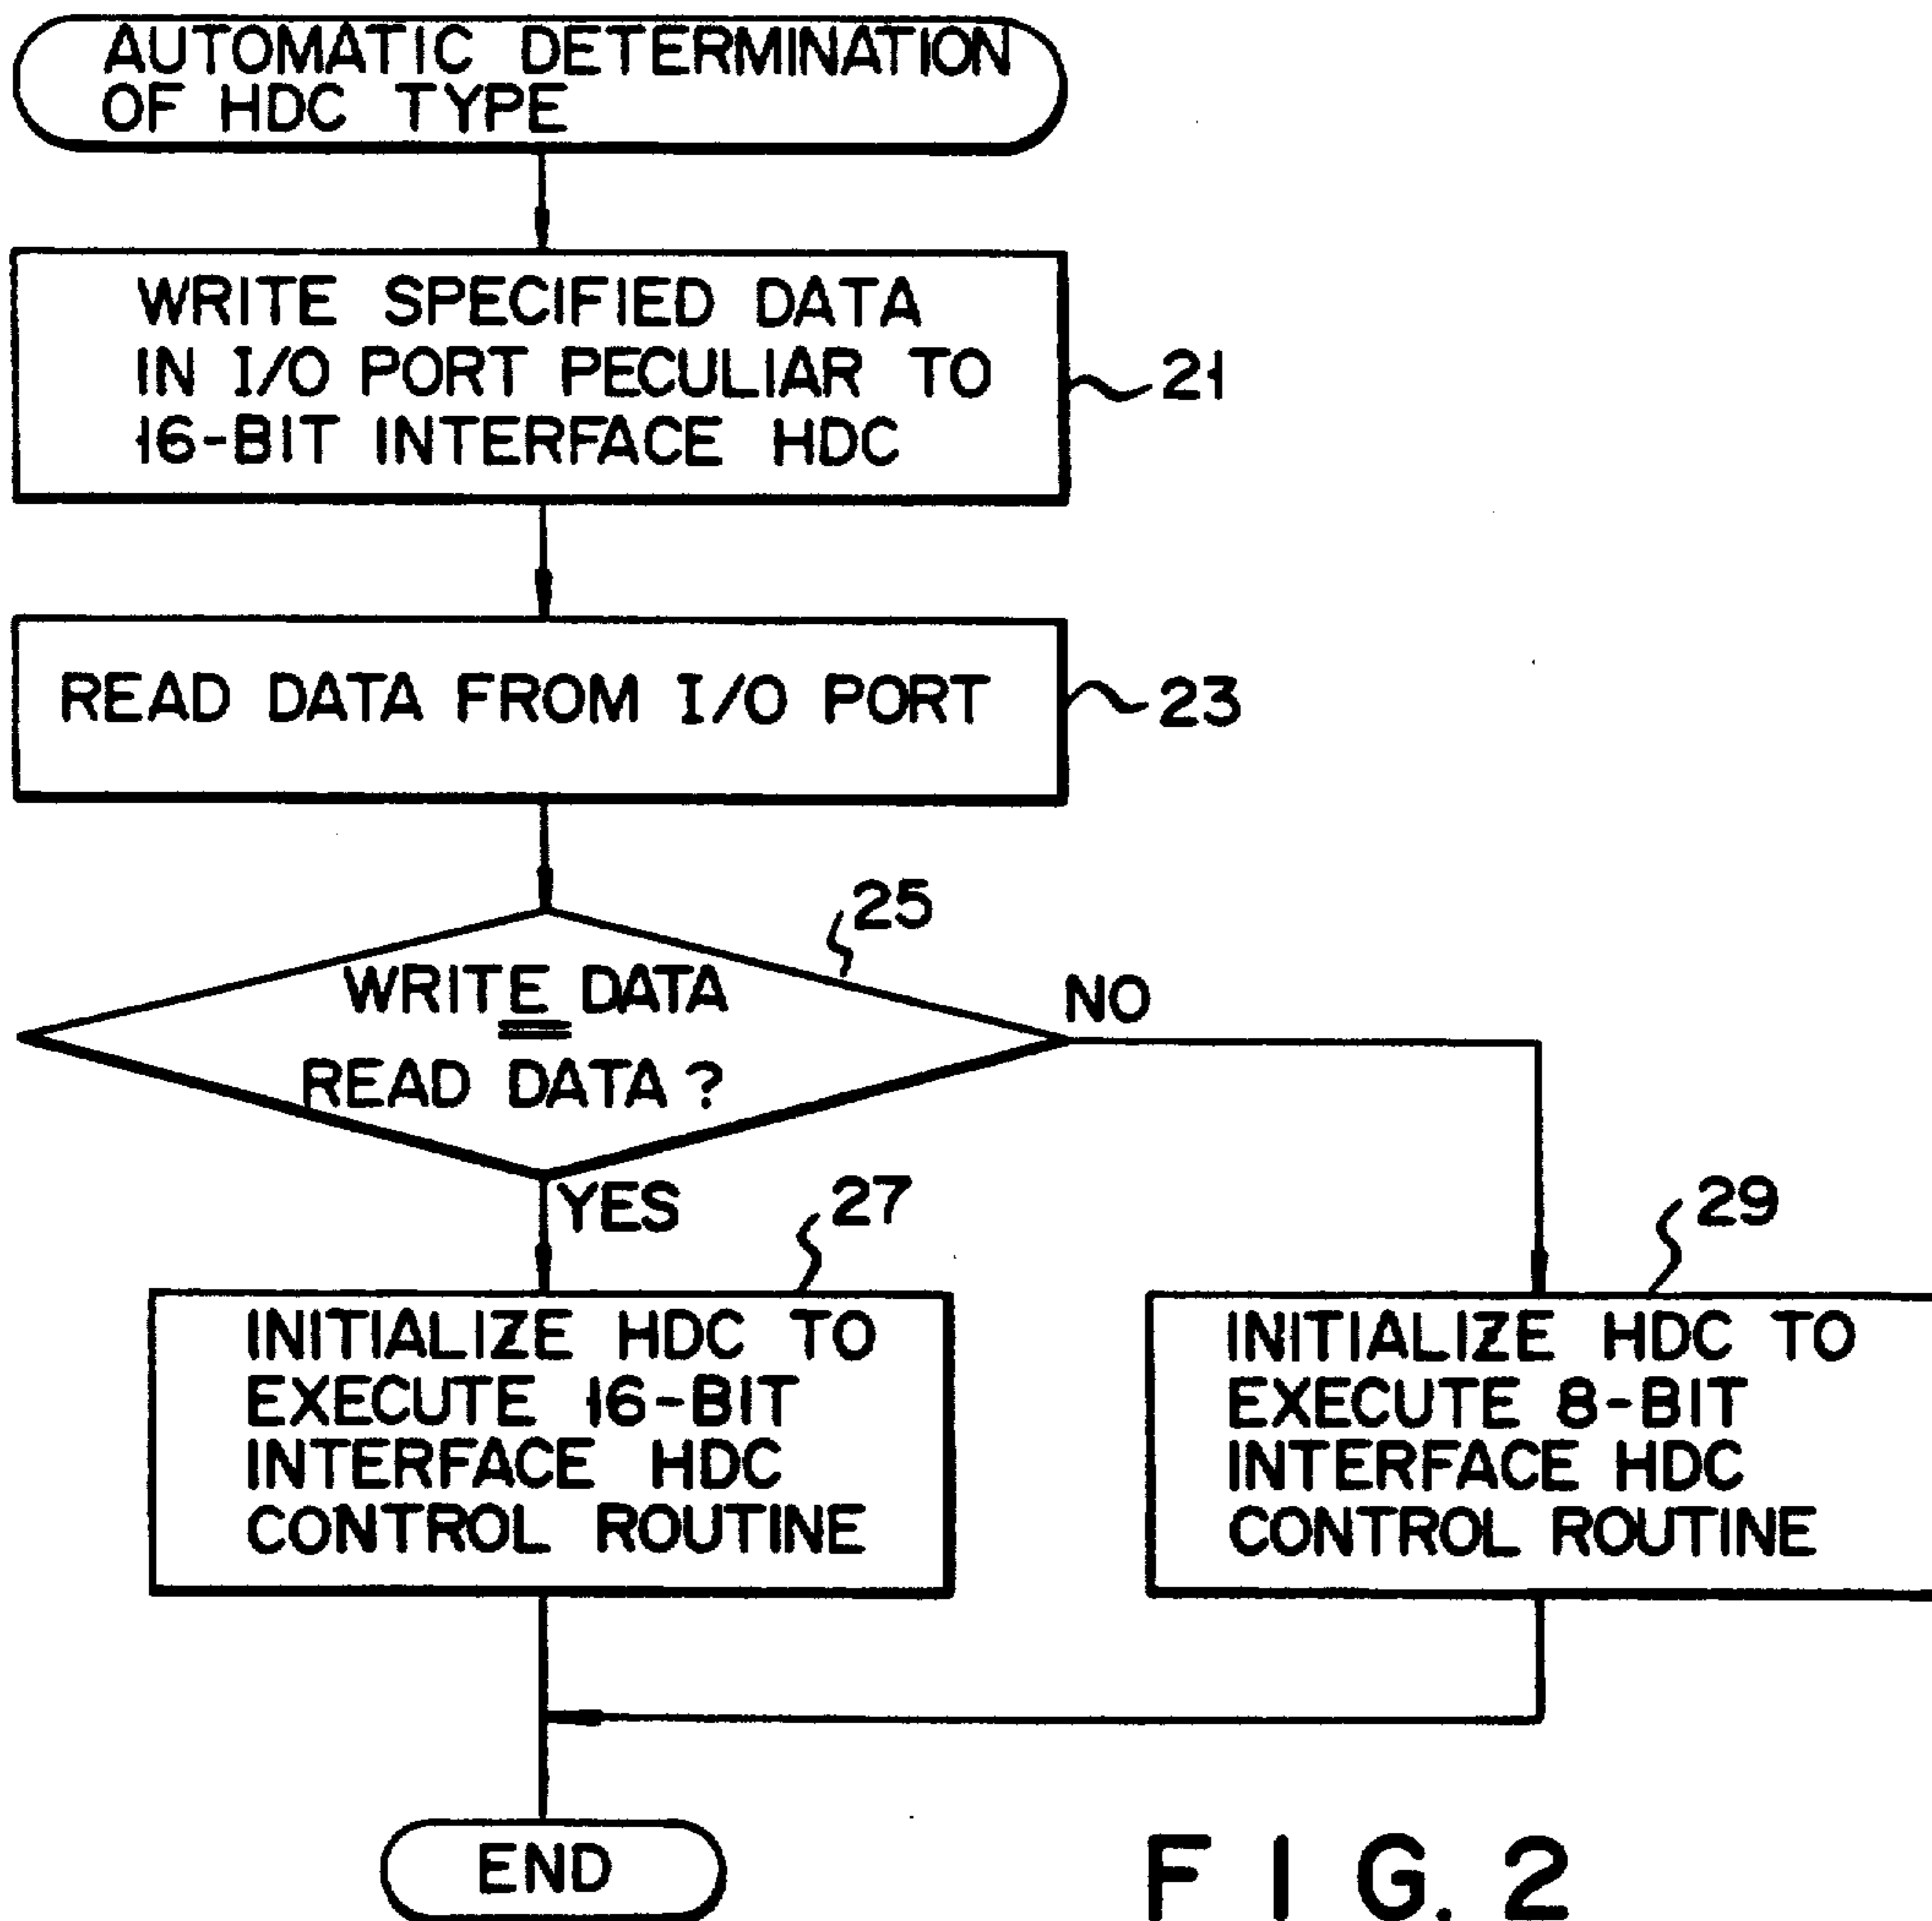 AUTOMATIC DETERMINATION
OF HDC TYPE
WRITE SPECIFIED DATA
IN I/O PORT PECULIAR TO
16-BIT INTERFACE HDC
21
READ DATA FROM I/O PORT
23
25
WRITE DATA
=
READ DATA ?
NO
YES
27
INITIALIZE HDC TO
EXECUTE 16-BIT
INTERFACE HDC
CONTROL ROUTINE
29
INITIALIZE HDC TO
EXECUTE 8-BIT
INTERFACE HDC
CONTROL ROUTINE
END
FIG. 2